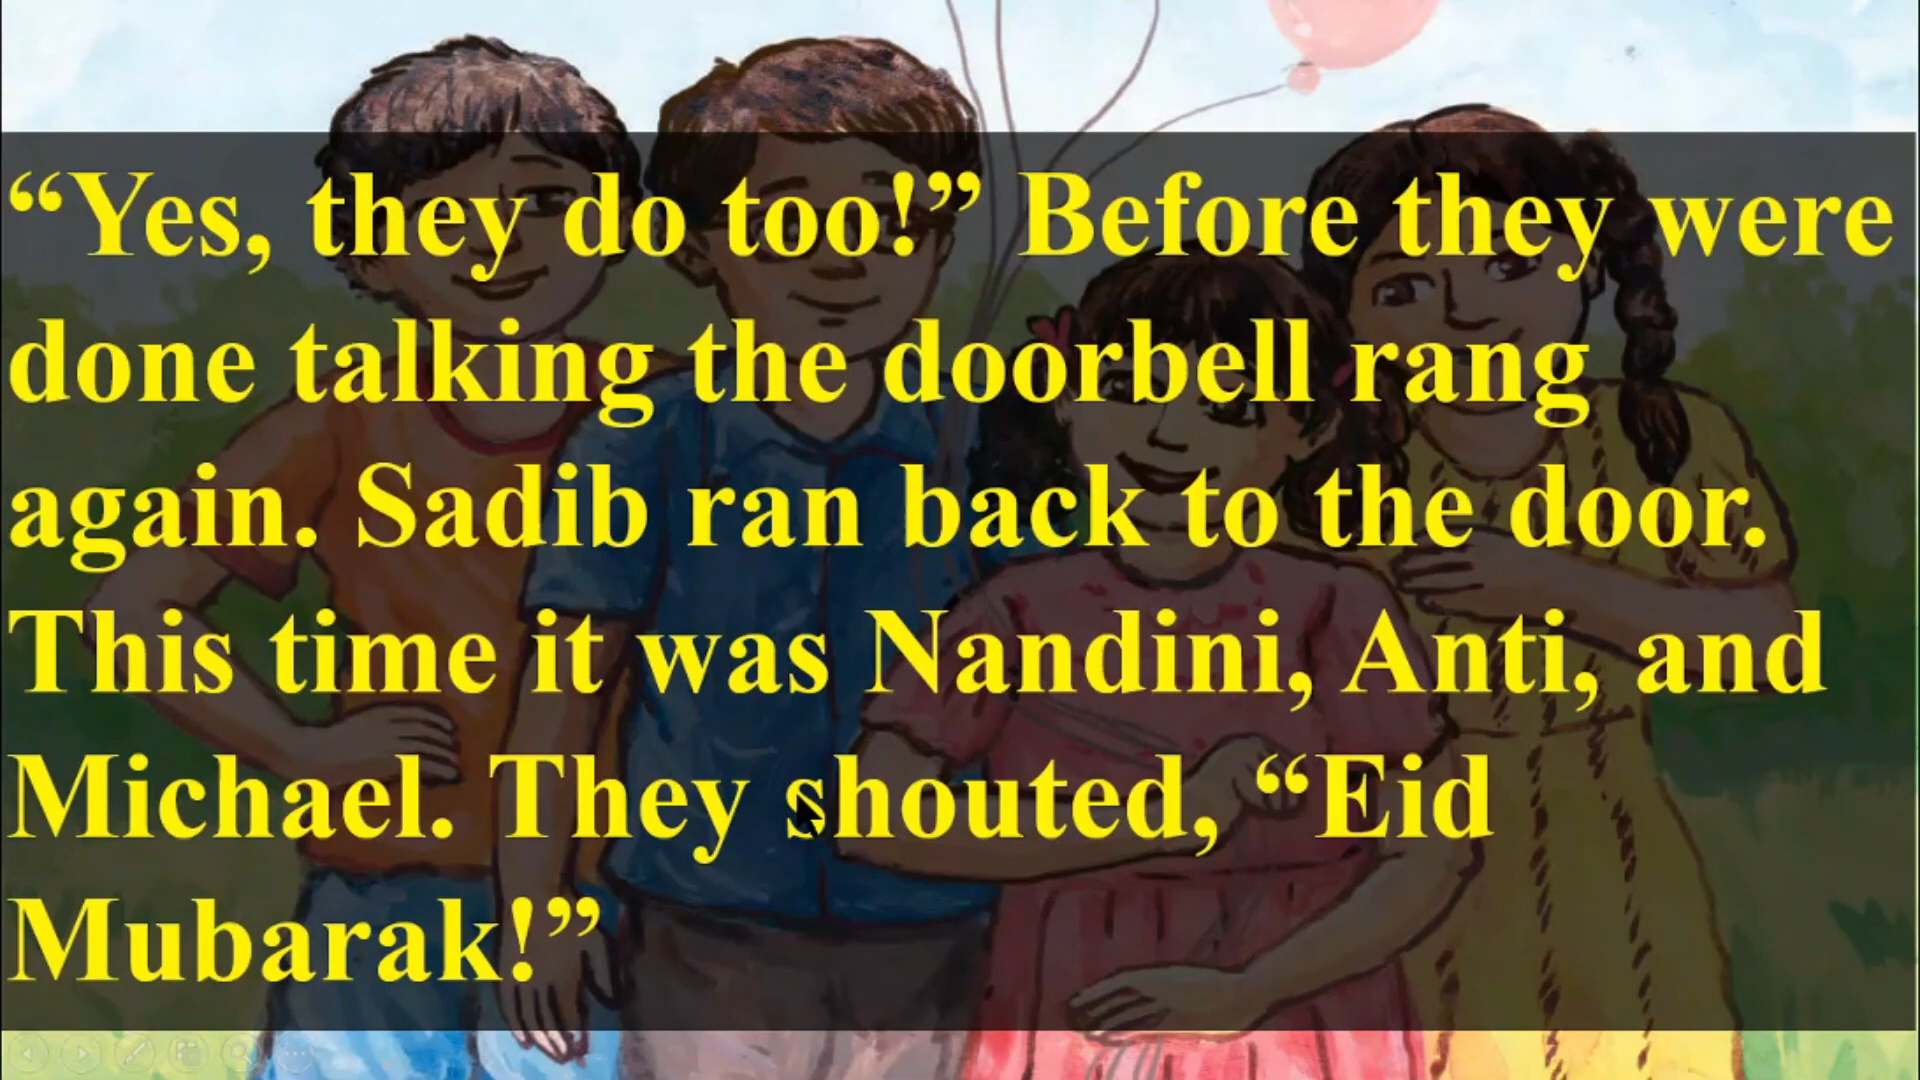 “Yes, they do too!” Before they were
done talking the doorbell rang
again. Sadib ran back to the door.
This time it was Nandini, Anti, and
Michael. They shouted, “Eid
Mubarak!”